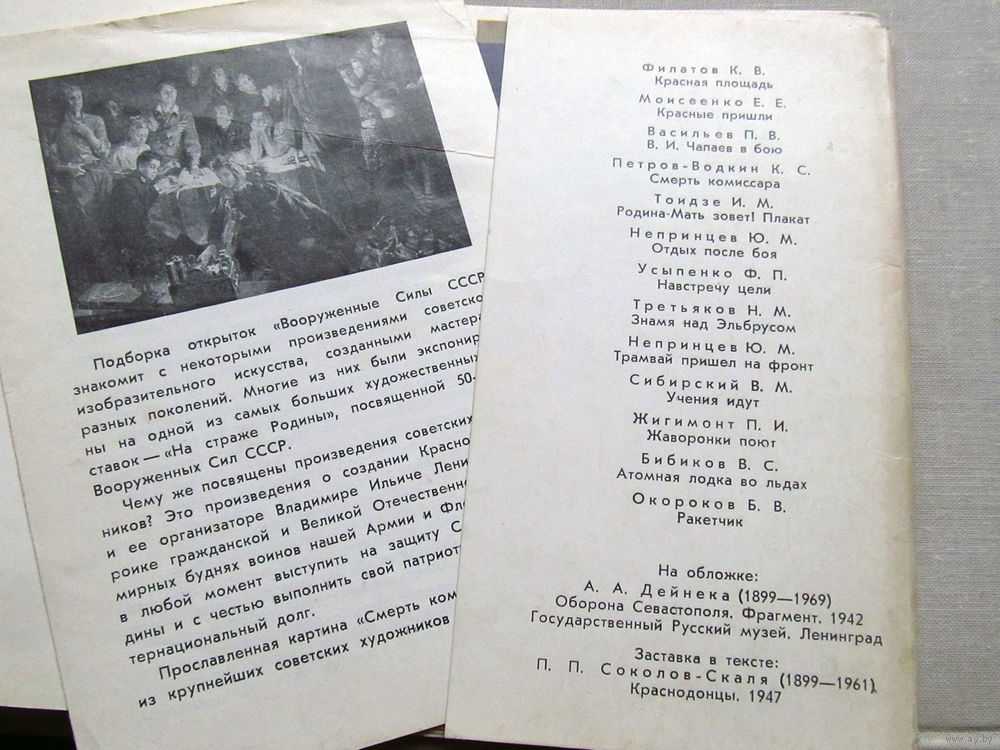 Подборка открыток «Вооруженные Силы СССР
знакомит с некоторыми произведениями советско
изобразительного искусства, созданными мастера
разных поколений. Многие из них были экспонир
ны на одной из самых больших художественны
ставок — «На страже Родины», посвященной 50-
Вооруженных Сил СССР.
Чему же посвящены произведения советских
ников? Это произведения о создании Красно
и ее организаторе Владимире Ильиче Лени
роике гражданской и Великой Отечественно
мирных буднях воинов нашей Армии и Фло
в любой момент выступить на защиту С
дины и с честью выполнить свой патриот
тернациональный долг.
Прославленная картина «Смерть ком
из крупнейших советских художников
Филатов К. В.
Красная площадь
Моисеенко Е. Е.
Красные пришли
Васильев П. В.
В. И. Чапаев в бою
Петров-Водкин К. С.
Смерть комиссара
Тоидзе И. М.
Родина-Мать зовет! Плакат
Непринцев Ю. М.
Отдых после боя
Усыпенко Ф. П.
Навстречу цели
Третьяков Н. М.
Знамя над Эльбрусом
Непринцев Ю. М.
Трамвай пришел на фронт
Сибирский В. М.
Учения идут
Жигимонт П. И.
Жаворонки поют
Бибиков В. С.
Атомная лодка во льдах
Окороков Б. В.
Ракетчик
На обложке:
А. А. Дейнека (1899—1969)
Оборона Севастополя. Фрагмент. 1942
Государственный Русский музей. Ленинград
Заставка в тексте:
П. П. Соколов-Скаля (1899—1961)
Краснодонцы. 1947
www.ay.by